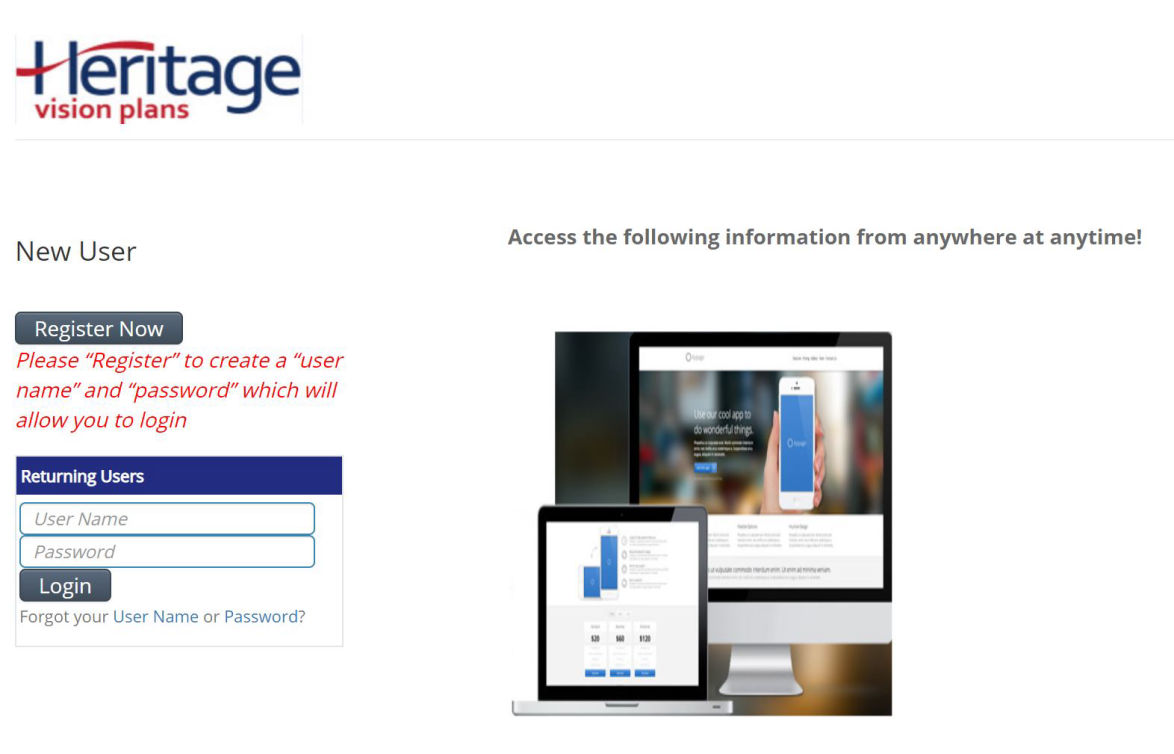 Heritage
vision plans
New User
Access the following information from anywhere at anytime!
Register Now
Please “Register” to create a “user
name” and “password” which will
allow you to login
Returning Users
User Name
Password
Login
Forgot your User Name or Password?
Use our cool app to
do wonderful things.
$20 $60 $120